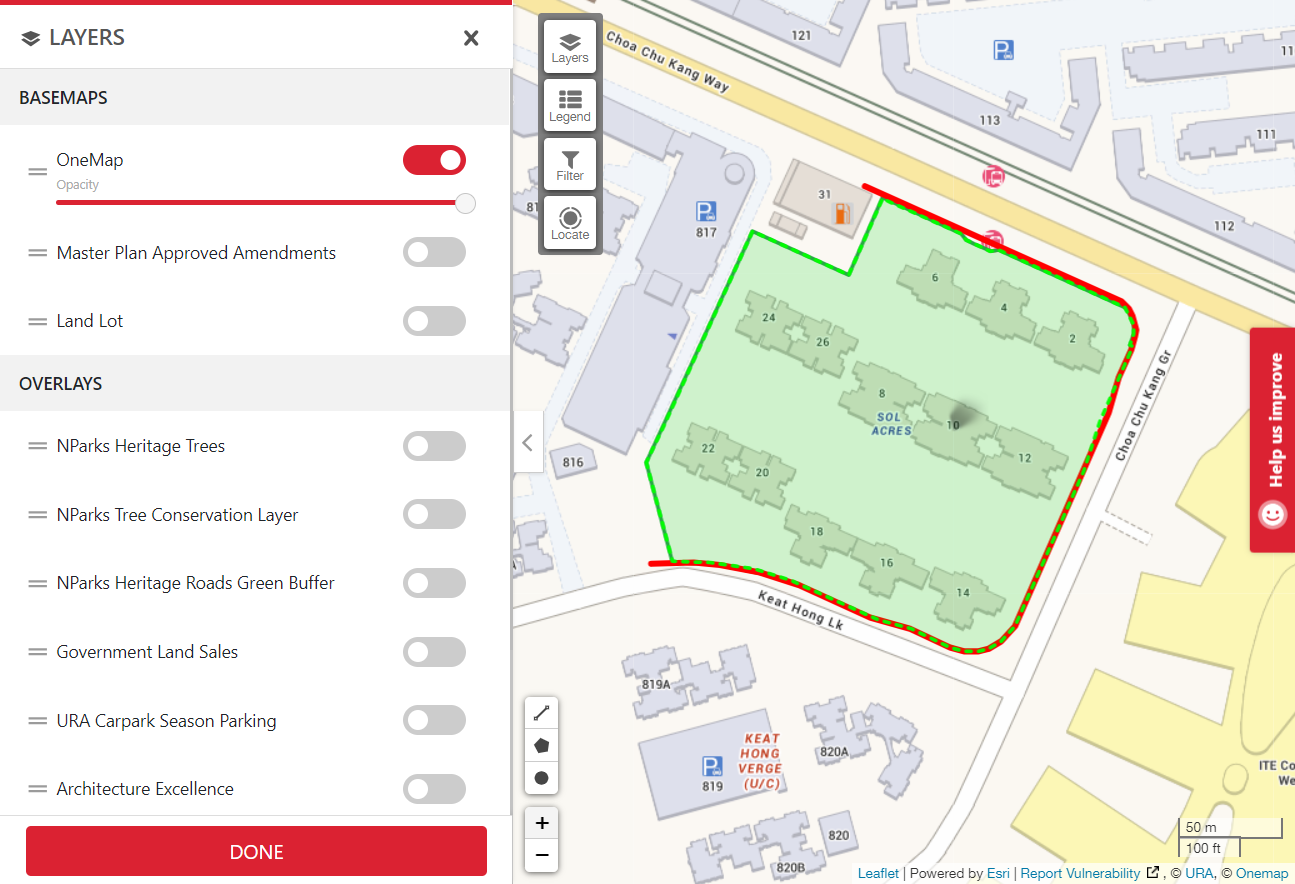 LAYERS
BASEMAPS
OneMap
Opacity
Master Plan Approved Amendments
Land Lot
OVERLAYS
NParks Heritage Trees
NParks Tree Conservation Layer
NParks Heritage Roads Green Buffer
Government Land Sales
URA Carpark Season Parking
Architecture Excellence
DONE
Layers
Legend
Filter
Locate
Choa Chu Kang Way
121
113
111
112
11
31
817
81
816
6
4
2
24
26
8
10
12
SOL
ACRES
22
20
18
16
14
Choa Chu Kang Gr
Keat Hong Lk
819A
KEAT
HONG
VERGE
(U/C)
819
820A
820
820B
ITE Co
We
Help us improve
+
−
50 m
100 ft
Leaflet | Powered by Esri | Report Vulnerability , © URA, © Onemap